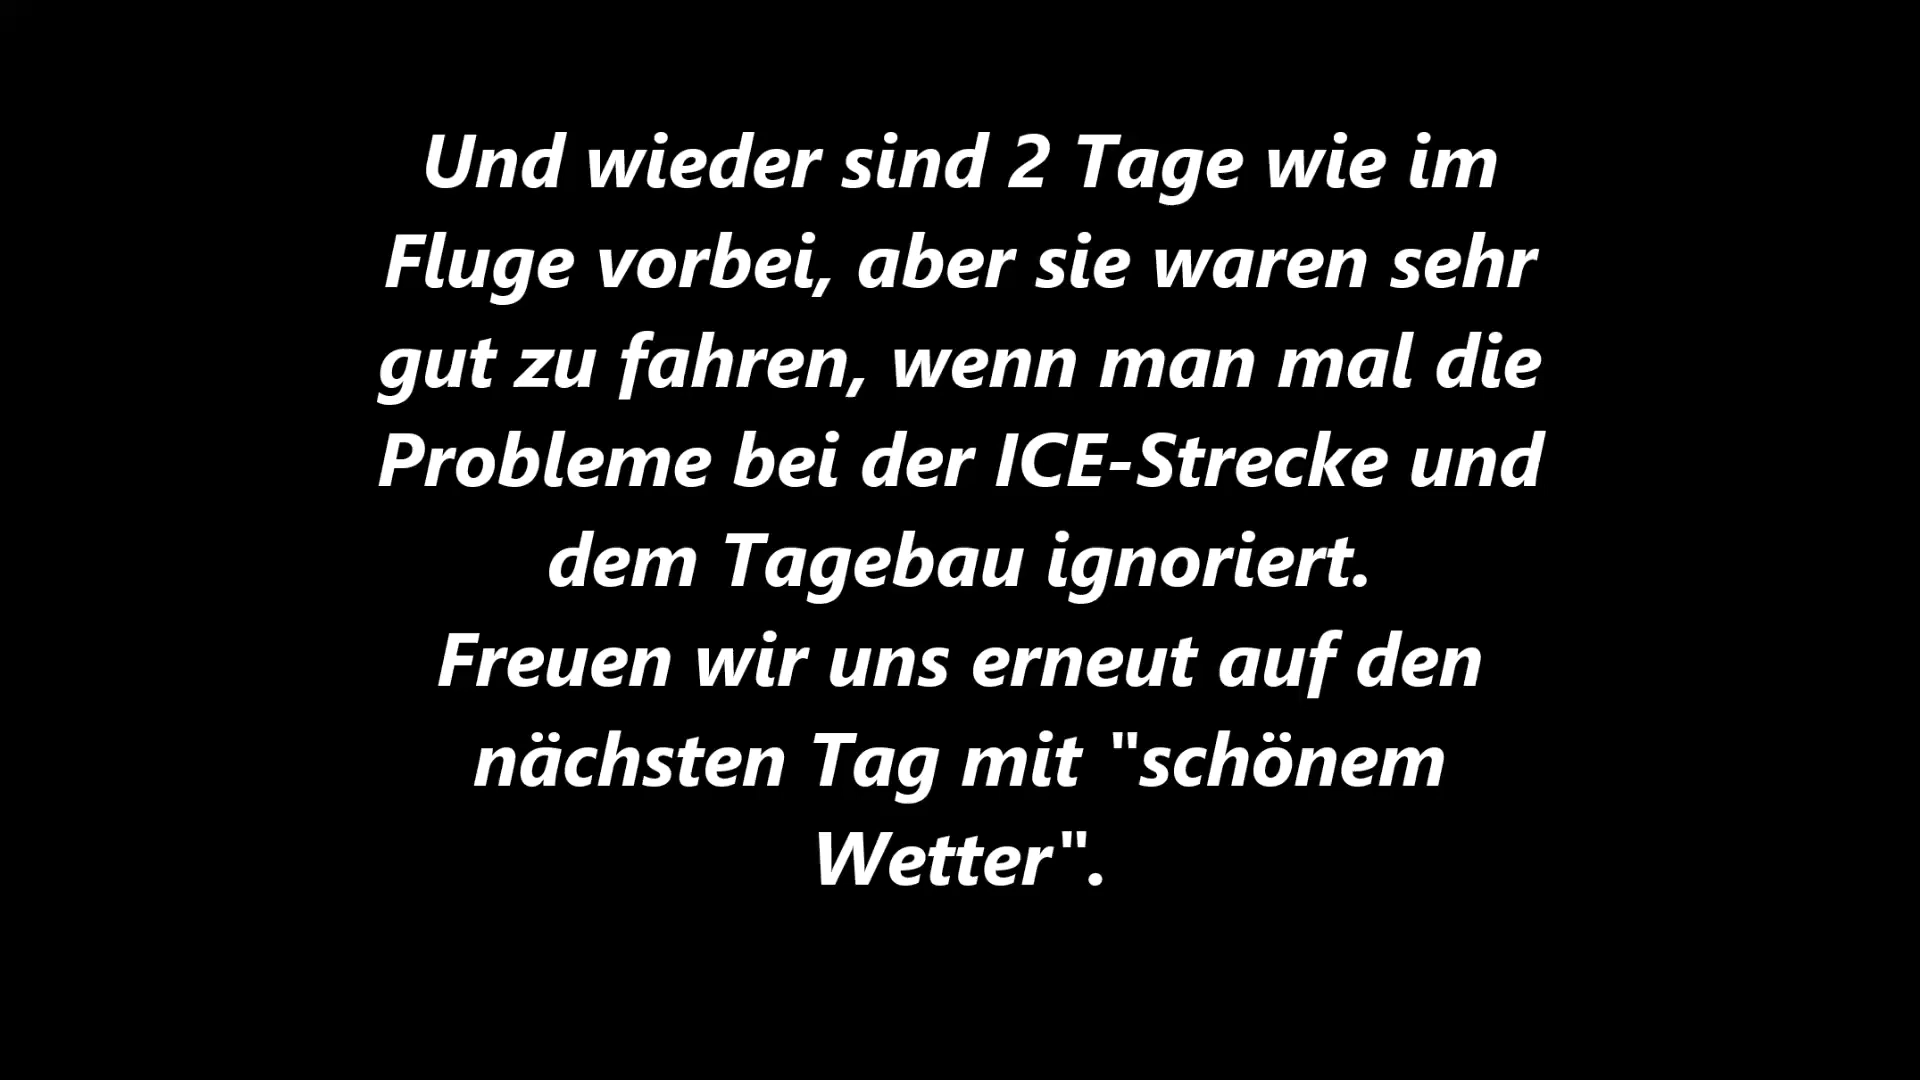 Und wieder sind 2 Tage wie im
Fluge vorbei, aber sie waren sehr
gut zu fahren, wenn man mal die
Probleme bei der ICE-Strecke und
dem Tagebau ignoriert.
Freuen wir uns erneut auf den
nächsten Tag mit "schönem
Wetter".